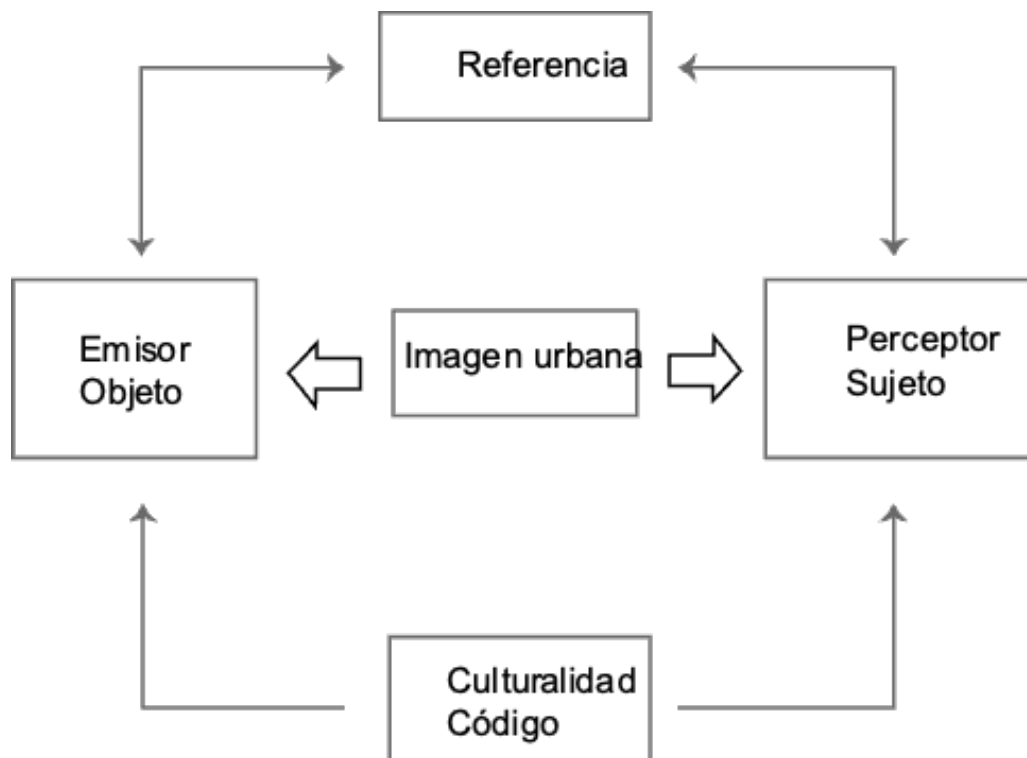 Referencia
Emisor
Objeto
Imagen urbana
Perceptor
Sujeto
Culturalidad
Código